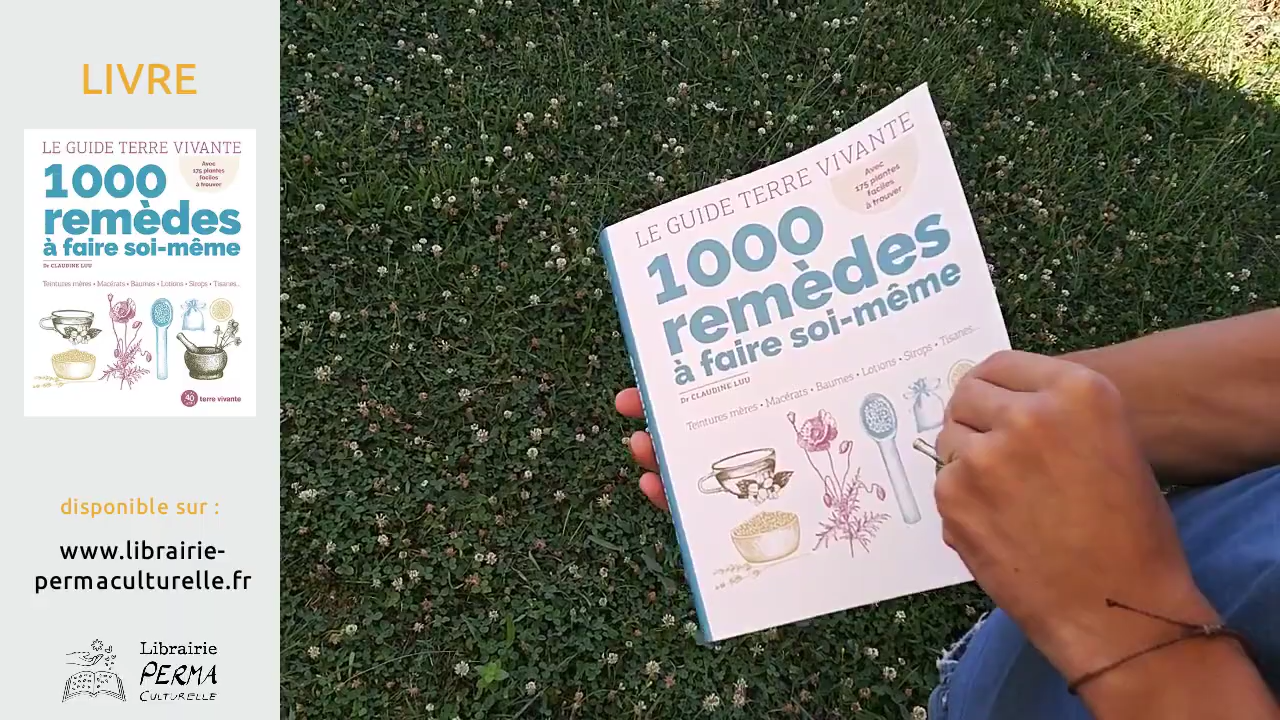 LIVRE
LE GUIDE TERRE VIVANTE
Avec
175 plantes
faciles
à trouver
1000
remèdes
à faire soi-même
Dr CLAUDINE LUU
Teintures mères • Macérats • Baumes • Lotions • Sirops • Tisanes...
40
terre vivante
disponible sur :
www.librairie-
permaculturelle.fr
Librairie
PERMA
CULTURELLE
LE GUIDE TERRE VIVANTE
Avec
175 plantes
faciles
à trouver
1000
remèdes
à faire soi-même
Dr CLAUDINE LUU
Teintures mères • Macérats • Baumes • Lotions • Sirops • Tisanes...